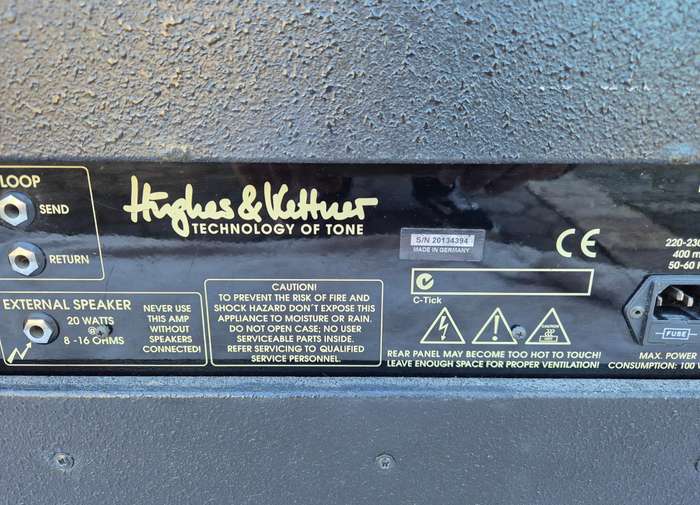 LOOP
SEND
RETURN
Hughes & Kettner
TECHNOLOGY OF TONE
S/N 20134394
MADE IN GERMANY
CE
C-Tick
EXTERNAL SPEAKER
20 WATTS
@
8 -16 OHMS
NEVER USE
THIS AMP
WITHOUT
SPEAKERS
CONNECTED!
CAUTION!
TO PREVENT THE RISK OF FIRE AND
SHOCK HAZARD DON´T EXPOSE THIS
APPLIANCE TO MOISTURE OR RAIN.
DO NOT OPEN CASE; NO USER
SERVICEABLE PARTS INSIDE.
REFER SERVICING TO QUALIFIED
SERVICE PERSONNEL.
CAUTION
HOT
REAR PANEL MAY BECOME TOO HOT TO TOUCH!
LEAVE ENOUGH SPACE FOR PROPER VENTILATION!
220-230
400 m
50-60 H
FUSE
MAX. POWER
CONSUMPTION: 100 W